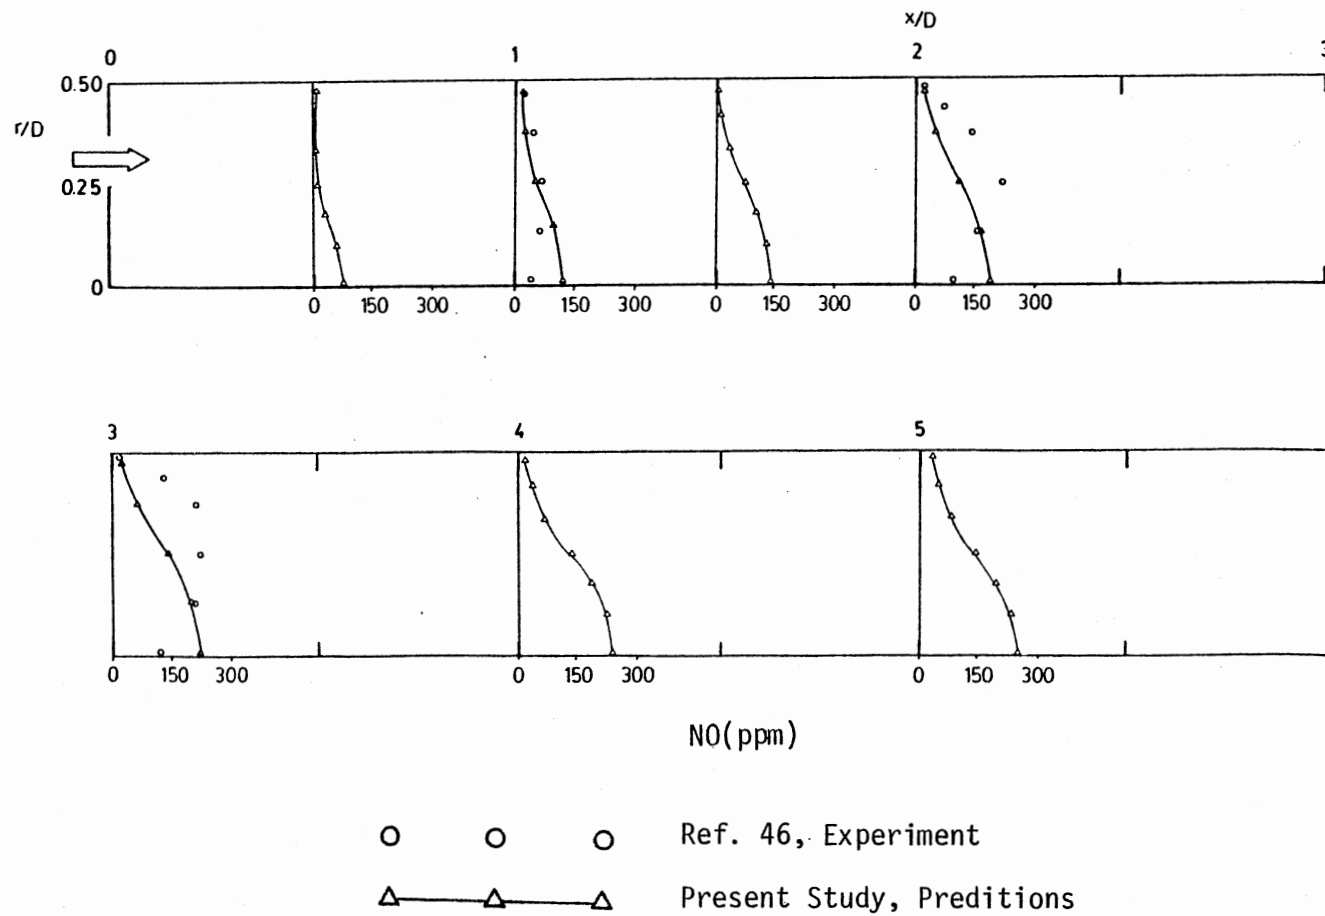 x/D
0 1 2 3
0.50
r/D
0.25
0
0 150 300 0 150 300 0 150 300 0 150 300
3 4 5
0 150 300 0 150 300 0 150 300
NO(ppm)
Ref. 46, Experiment
Present Study, Preditions